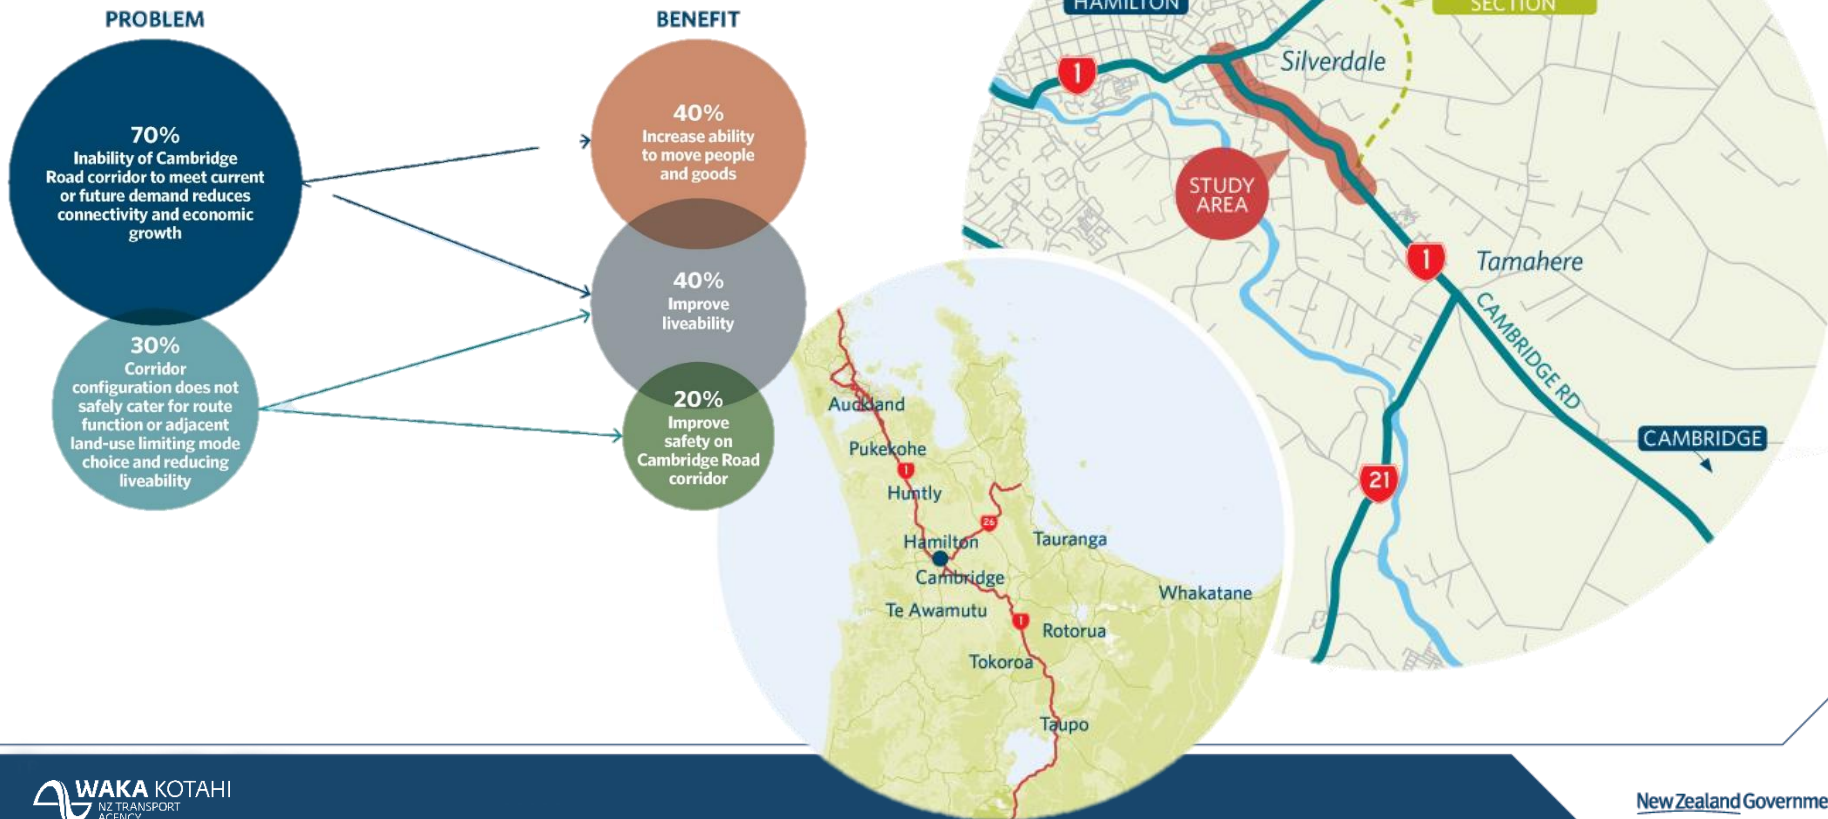 PROBLEM
70%
Inability of Cambridge
Road corridor to meet current
or future demand reduces
connectivity and economic
growth
30%
Corridor
configuration does not
safely cater for route
function or adjacent
land-use limiting mode
choice and reducing
liveability
BENEFIT
40%
Increase ability
to move people
and goods
40%
Improve
liveability
20%
Improve
safety on
Cambridge Road
corridor
HAMILTON
SECTION
1
Silverdale
STUDY
AREA
1
Tamahere
CAMBRIDGE RD
CAMBRIDGE
21
Auckland
Pukekohe
1
Huntly
26
Hamilton
Tauranga
Cambridge
Whakatane
Te Awamutu
1
Rotorua
Tokoroa
Taupo
WAKA KOTAHI
NZ TRANSPORT
AGENCY
New Zealand Governme